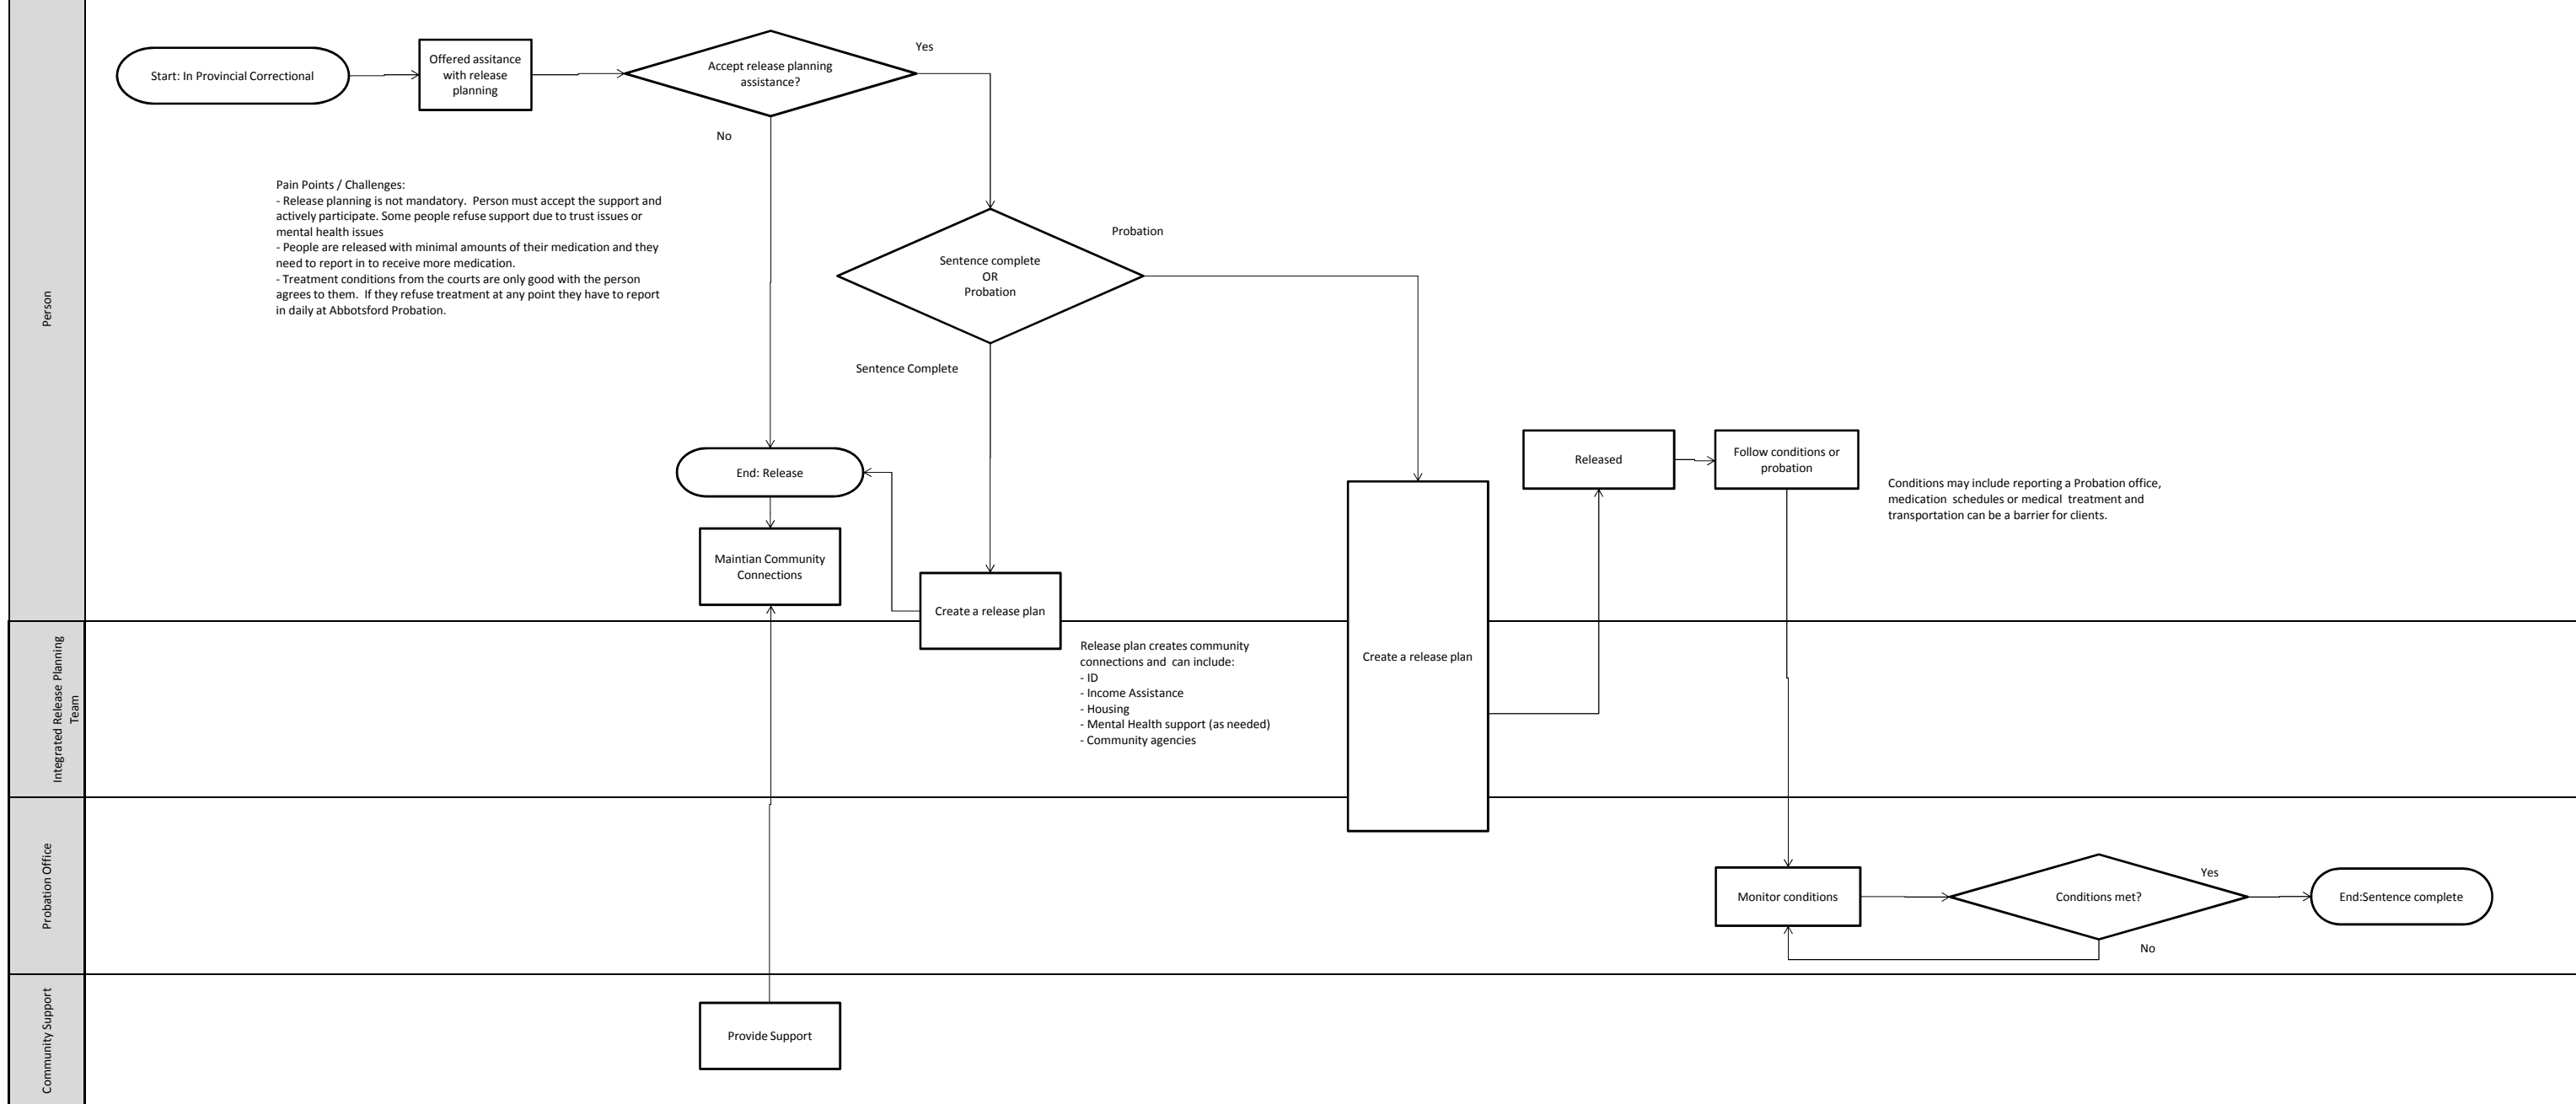 Person
Start: In Provincial Correctional
Offered assitance
with release
planning
Accept release planning
assistance?
Yes
No
Pain Points / Challenges:
- Release planning is not mandatory.  Person must accept the support and
actively participate. Some people refuse support due to trust issues or
mental health issues
- People are released with minimal amounts of their medication and they
need to report in to receive more medication.
- Treatment conditions from the courts are only good with the person
agrees to them.  If they refuse treatment at any point they have to report
in daily at Abbotsford Probation.
Sentence complete
OR
Probation
Probation
Sentence Complete
End: Release
Maintian Community
Connections
Create a release plan
Released
Follow conditions or
probation
Conditions may include reporting a Probation office,
medication  schedules or medical  treatment and
transportation can be a barrier for clients.
Integrated Release Planning
Team
Release plan creates community
connections and  can include:
- ID
- Income Assistance
- Housing
- Mental Health support (as needed)
- Community agencies
Create a release plan
Probation Office
Monitor conditions
Conditions met?
Yes
No
End:Sentence complete
Community Support
Provide Support